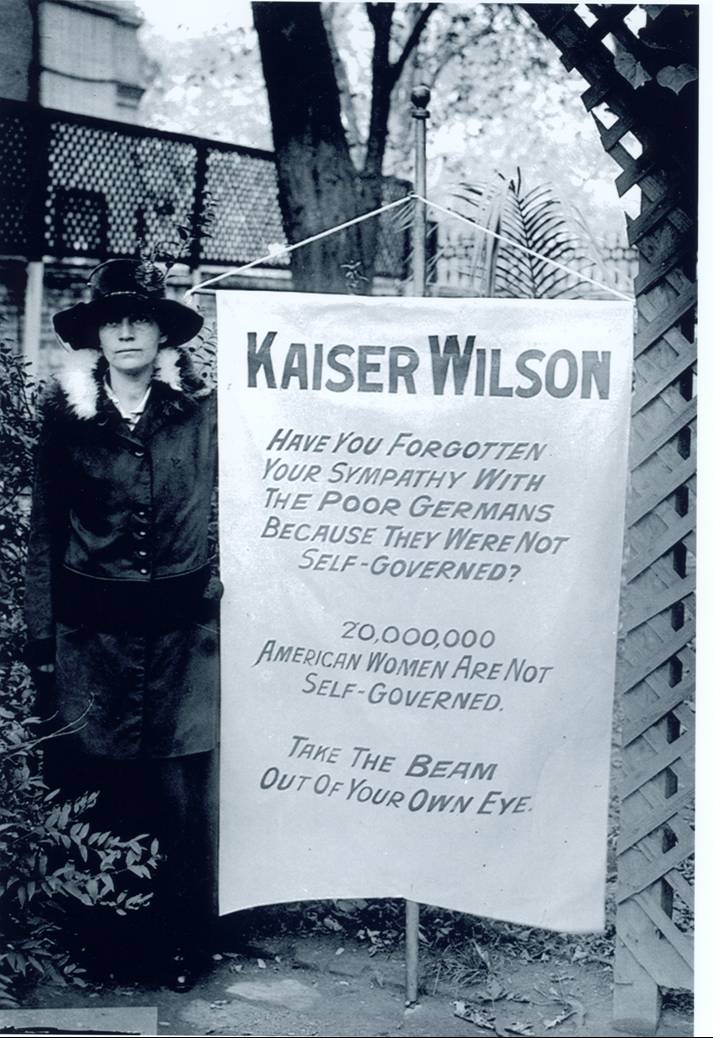 KAISER WILSON
HAVE YOU FORGOTTEN
YOUR SYMPATHY WITH
THE POOR GERMANS
BECAUSE THEY WERE NOT
SELF-GOVERNED?
20,000,000
AMERICAN WOMEN ARE NOT
SELF-GOVERNED.
TAKE THE BEAM
OUT OF YOUR OWN EYE.